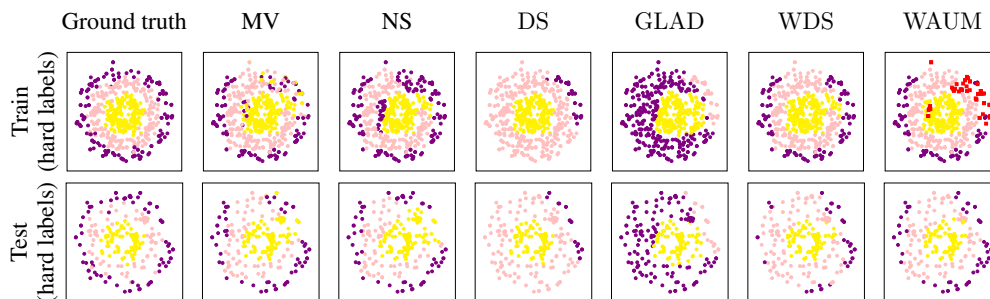 Ground truth MV NS DS GLAD WDS WAUM
Train
(hard labels)
Test
(hard labels)